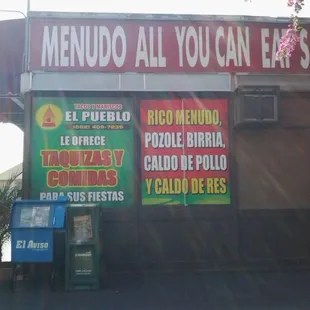 MENUDO ALL YOU CAN EAT
TACOS Y MARISCOS
EL PUEBLO
LE OFRECE
TAQUIZAS Y
COMIDAS
PARA SUS FIESTAS
RICO MENUDO,
POZOLE, BIRRIA,
CALDO DE POLLO
Y CALDO DE RES
El Aviso